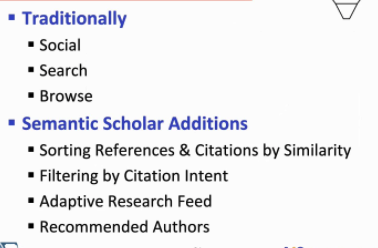 ▪ Traditionally
▪ Social
▪ Search
▪ Browse
▪ Semantic Scholar Additions
▪ Sorting References & Citations by Similarity
▪ Filtering by Citation Intent
▪ Adaptive Research Feed
▪ Recommended Authors